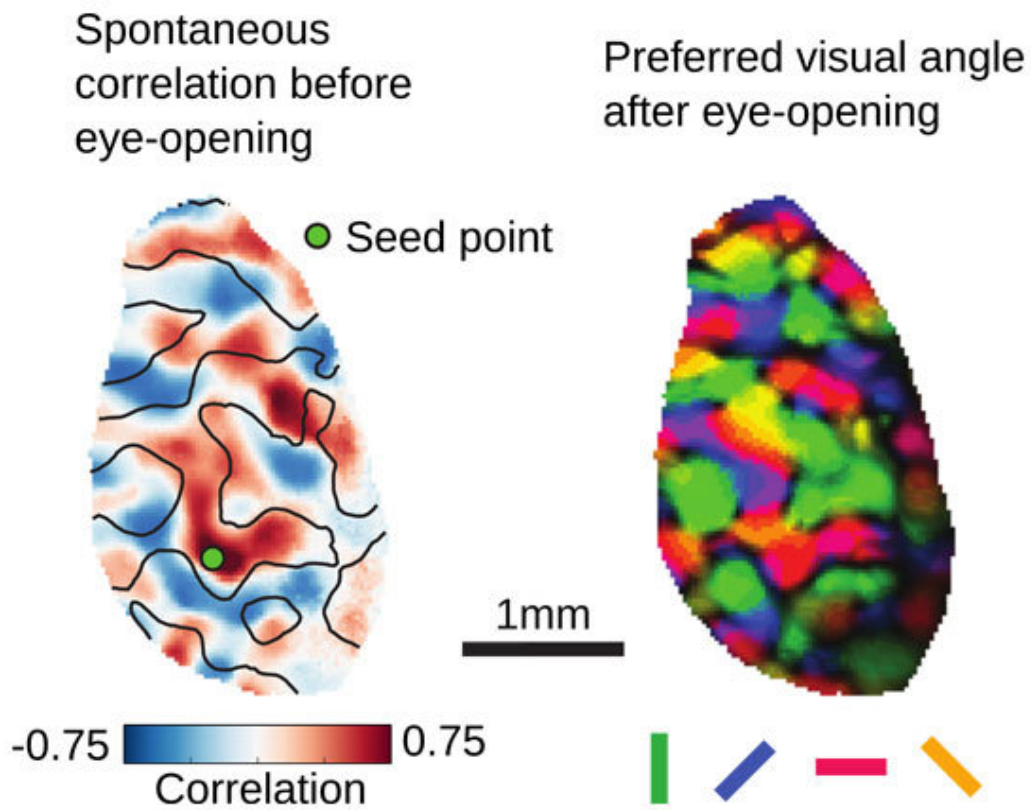 Spontaneous
correlation before
eye-opening
Preferred visual angle
after eye-opening
Seed point
1mm
-0.75
0.75
Correlation